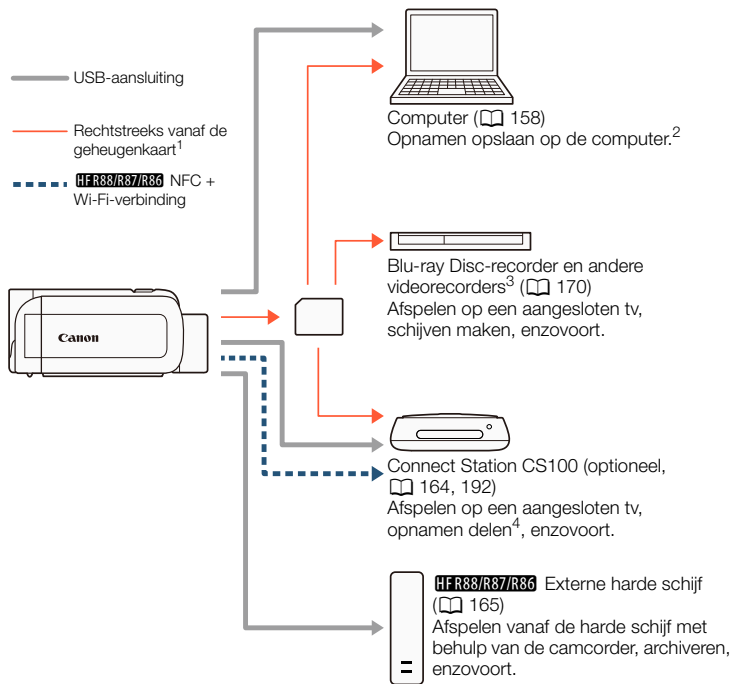 USB-aansluiting
Rechtstreeks vanaf de
geheugenkaart1
HF R88/R87/R86 NFC +
Wi-Fi-verbinding
Canon
Computer (158)
Opnamen opslaan op de computer.2
Blu-ray Disc-recorder en andere
videorecorders3 (170)
Afspelen op een aangesloten tv,
schijven maken, enzovoort.
Connect Station CS100 (optioneel,
164, 192)
Afspelen op een aangesloten tv,
opnamen delen4, enzovoort.
HF R88/R87/R86 Externe harde schijf
(165)
Afspelen vanaf de harde schijf met
behulp van de camcorder, archiveren,
enzovoort.